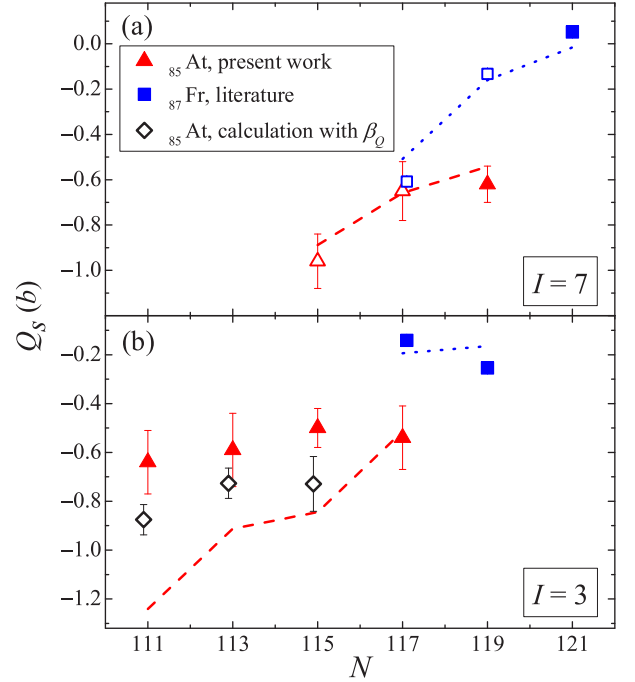 (a)
₈₅At, present work
₈₇Fr, literature
₈₅At, calculation with β_Q
0.0
−0.2
−0.4
−0.6
−0.8
−1.0
I = 7
Q_S (b)
(b)
−0.2
−0.4
−0.6
−0.8
−1.0
−1.2
I = 3
111 113 115 117 119 121
N